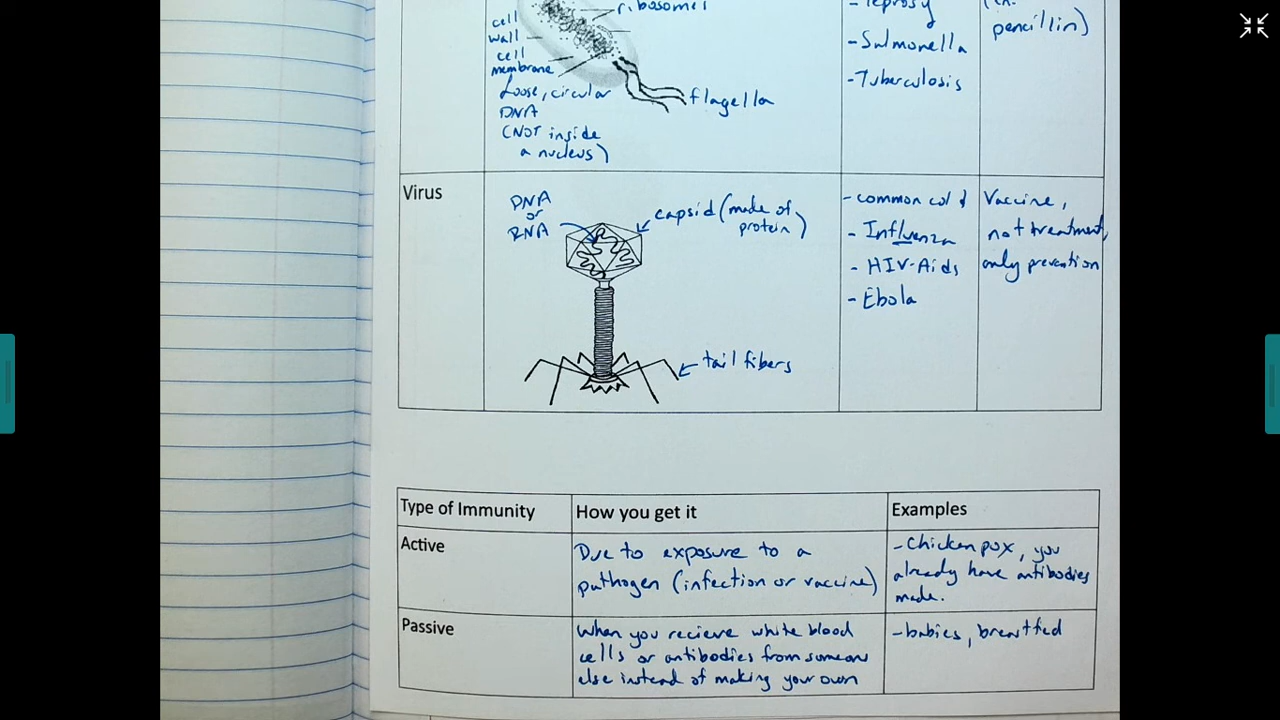 ribosomes
cell
wall
cell
membrane
Loose, circular
DNA
(NOT inside
a nucleus)
flagella
-leprosy
-Salmonella
-Tuberculosis
pencillin)
Virus
DNA
or
RNA
capsid (made of
protein)
tail fibers
- common cold
- Influenza
- HIV-Aids
- Ebola
Vaccine,
not treatment,
only prevention
Type of Immunity
How you get it
Examples
Active
Due to exposure to a
pathogen (infection or vaccine)
-Chicken pox, you
already have antibodies
made.
Passive
When you recieve white blood
cells or antibodies from someone
else instead of making your own
-babies, breastfed